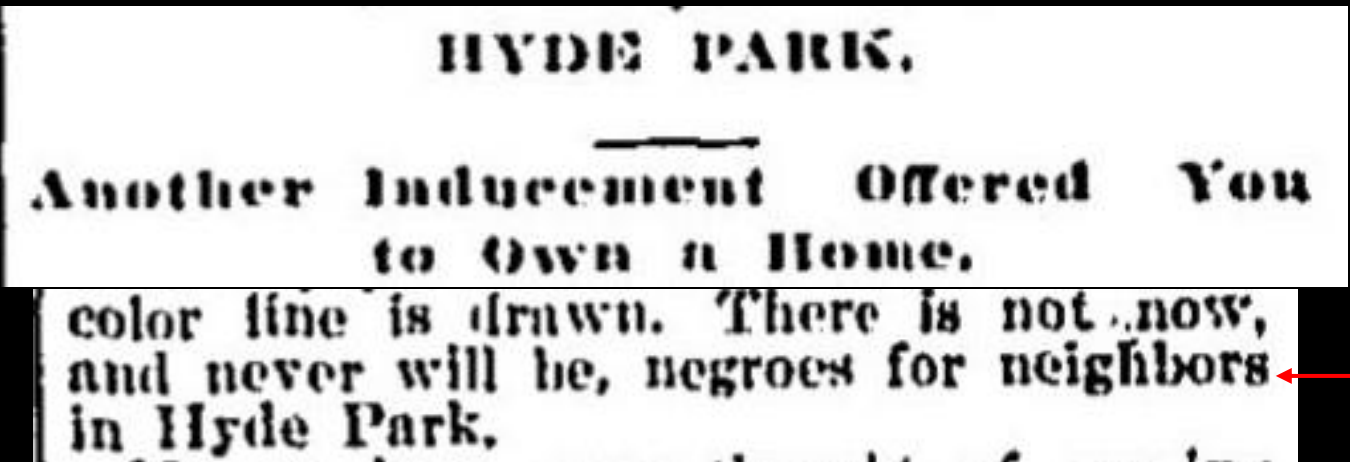 HYDE PARK.
Another Inducement Offered You
to Own a Home.
color line is drawn. There is not now,
and never will be, negroes for neighbors
in Hyde Park.